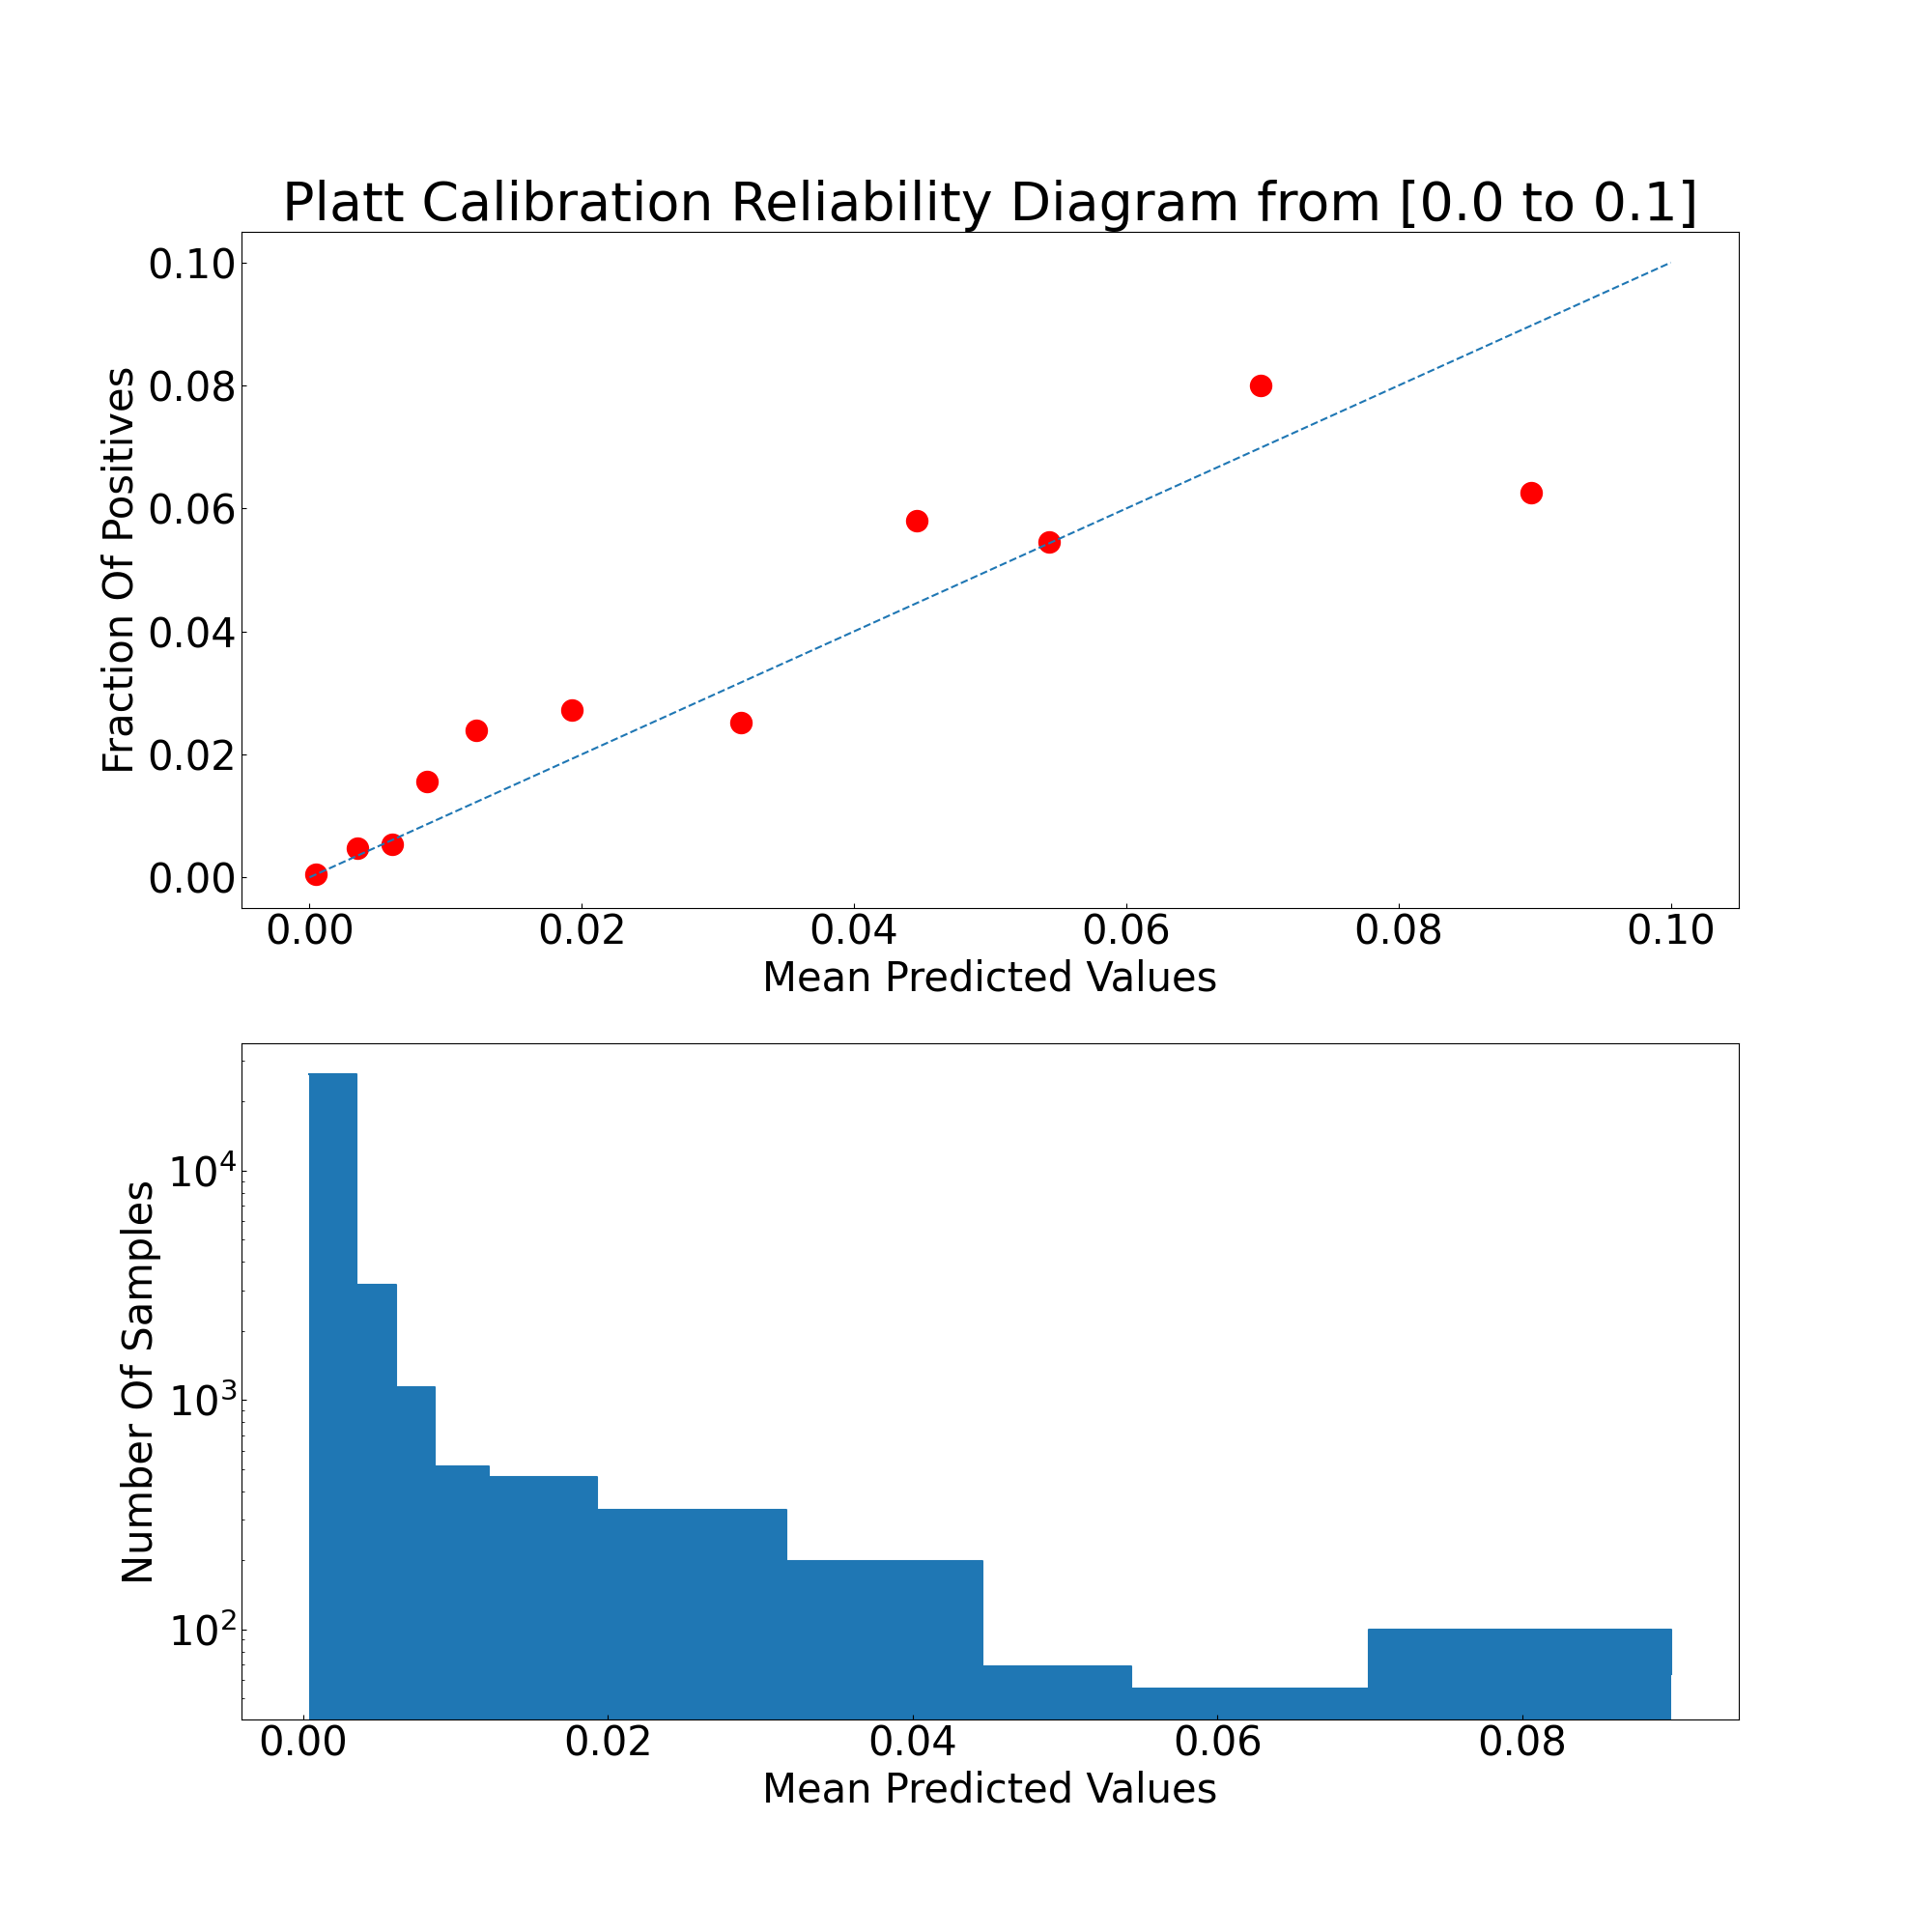 Platt Calibration Reliability Diagram from [0.0 to 0.1]
Fraction Of Positives
0.10
0.08
0.06
0.04
0.02
0.00
0.00 0.02 0.04 0.06 0.08 0.10
Mean Predicted Values
Number Of Samples
10⁴
10³
10²
0.00 0.02 0.04 0.06 0.08
Mean Predicted Values